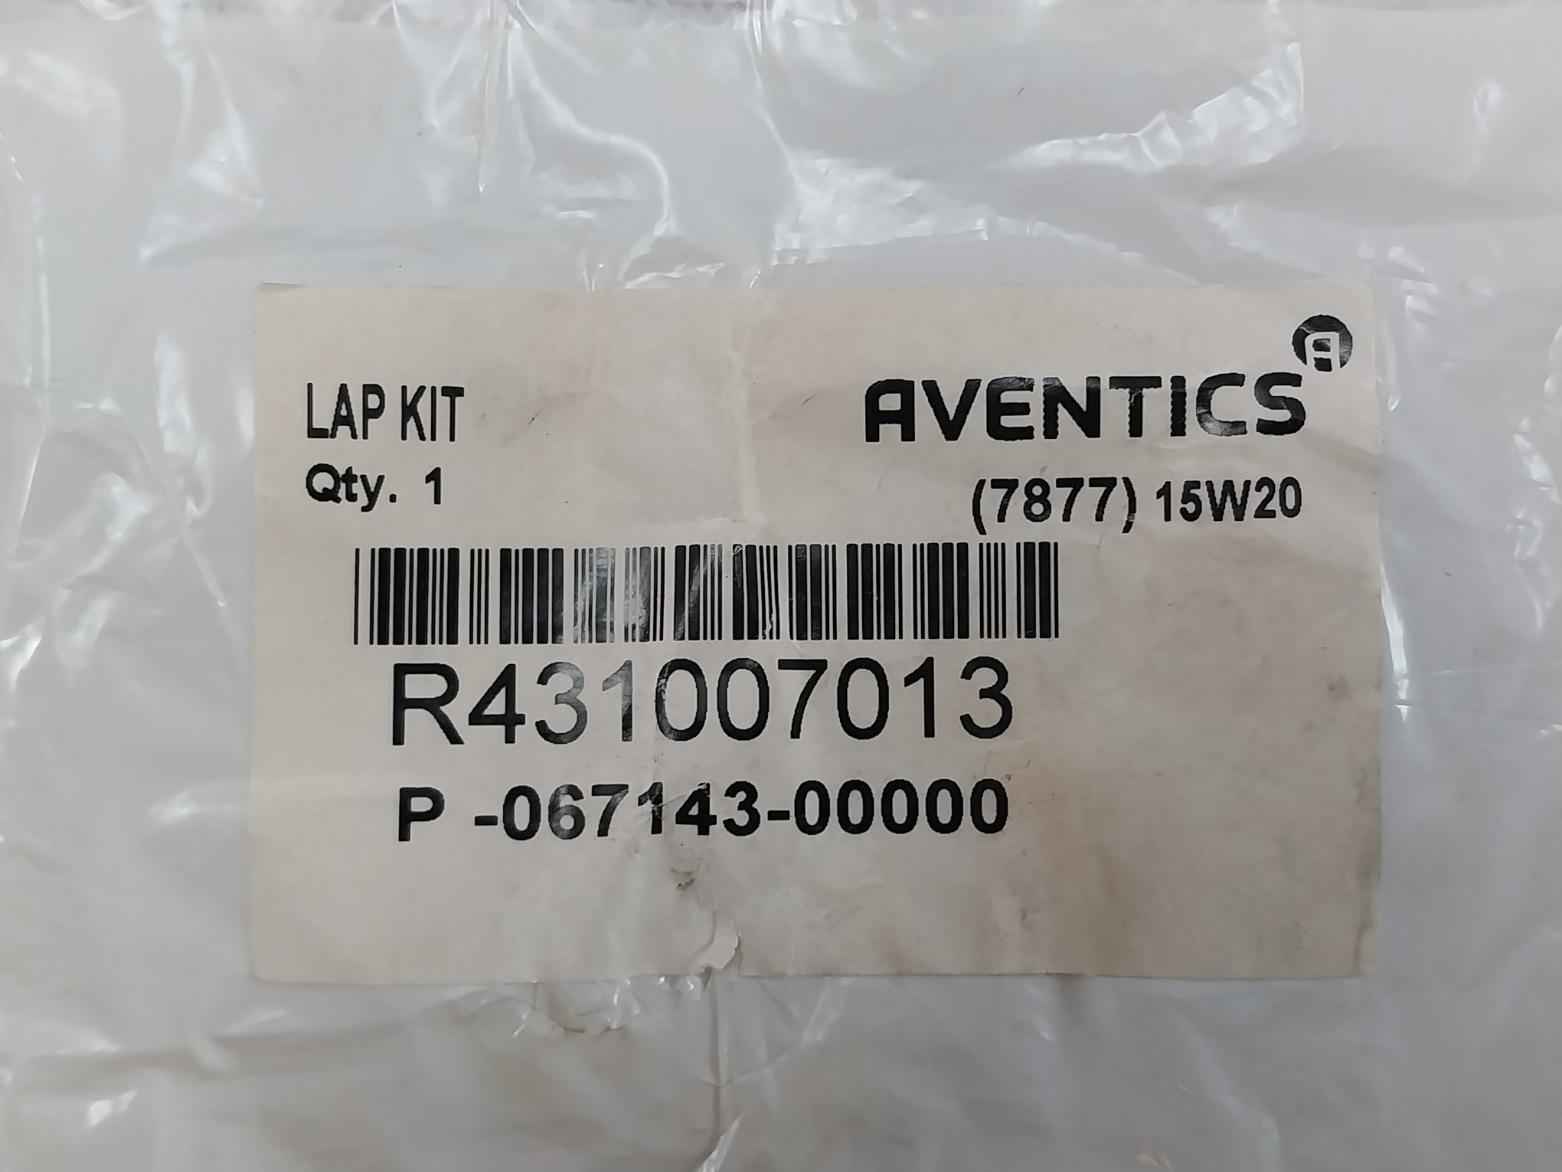 LAP KIT
AVENTICS
Qty. 1
(7877) 15W20
R431007013
P -067143-00000